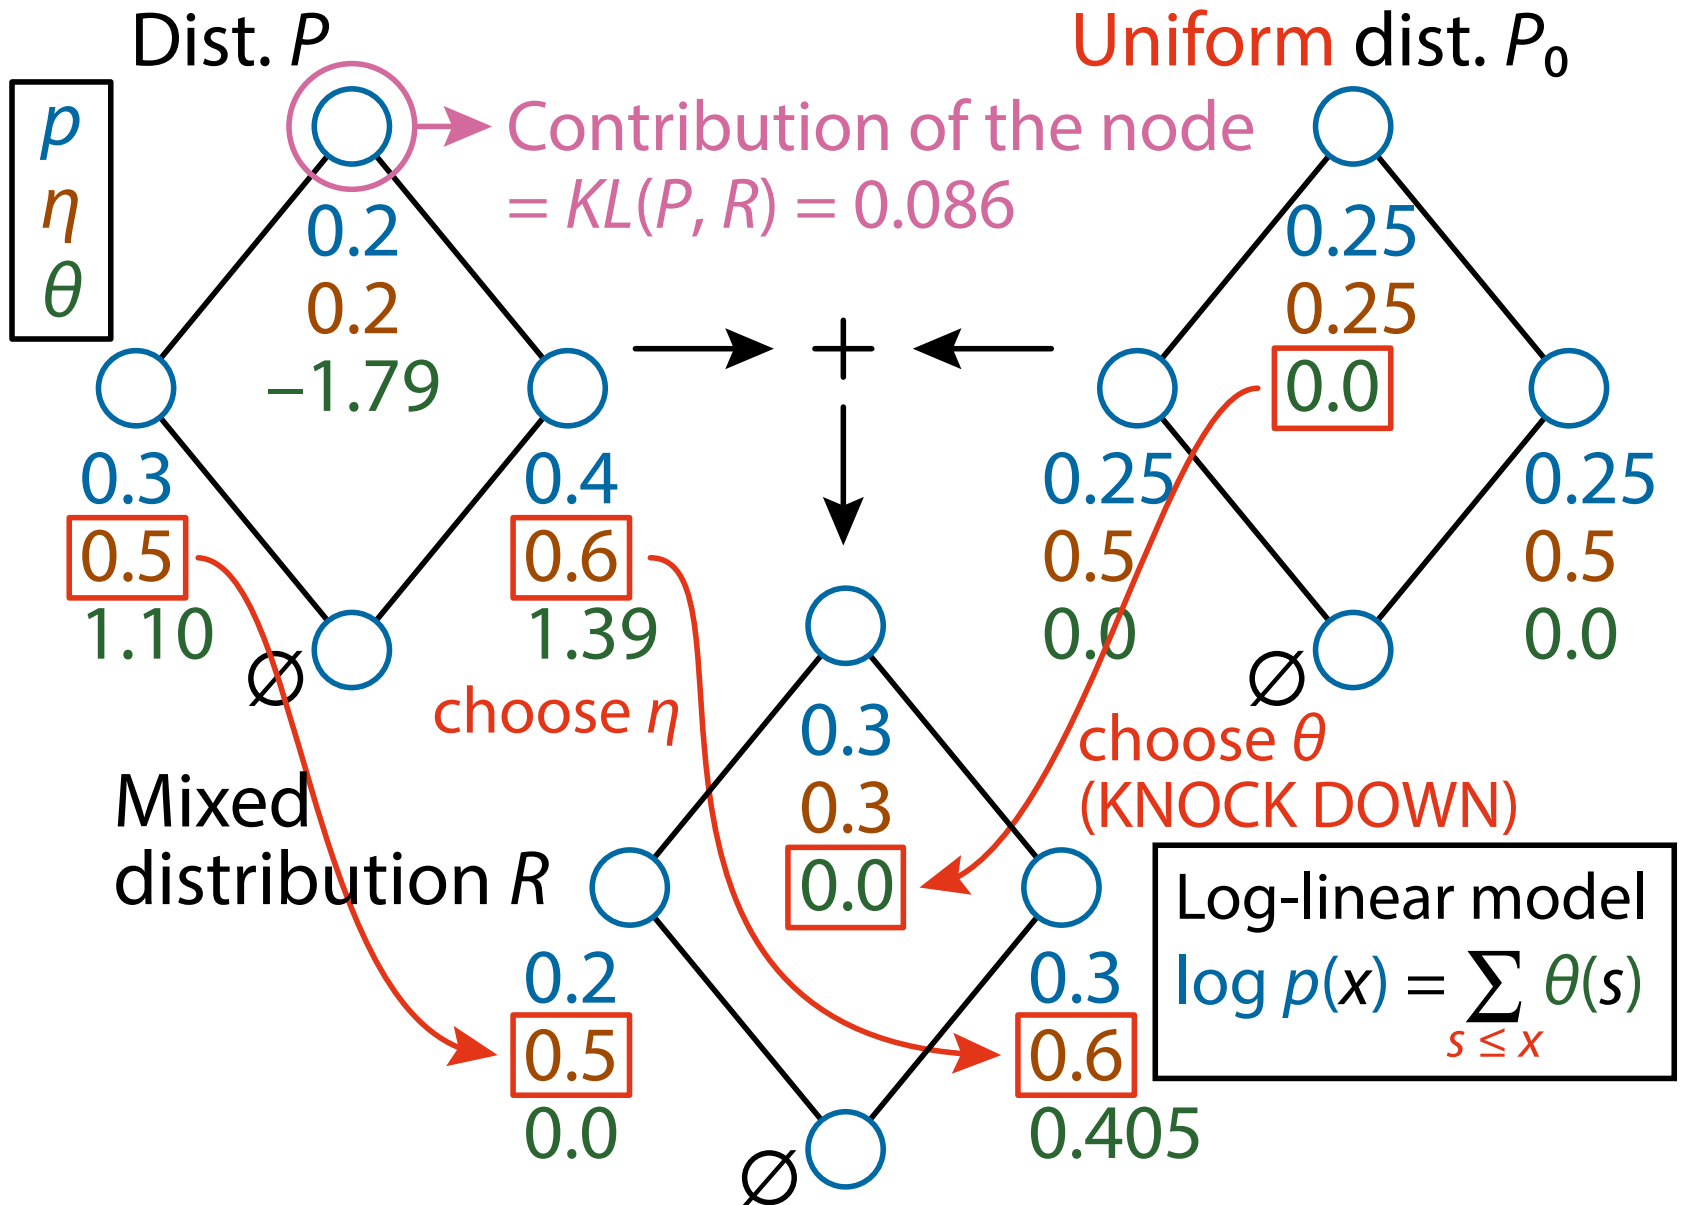 Dist. P
Uniform dist. P₀
p
η
θ
Contribution of the node
= KL(P, R) = 0.086
0.2
0.2
–1.79
0.25
0.25
0.0
0.3
0.5
1.10
0.4
0.6
1.39
0.25
0.5
0.0
0.25
0.5
0.0
Ø
Ø
choose η
choose θ
(KNOCK DOWN)
Mixed
distribution R
0.3
0.3
0.0
0.2
0.5
0.0
0.3
0.6
0.405
Ø
Log-linear model
log p(x) = ∑ θ(s)
s ≤ x